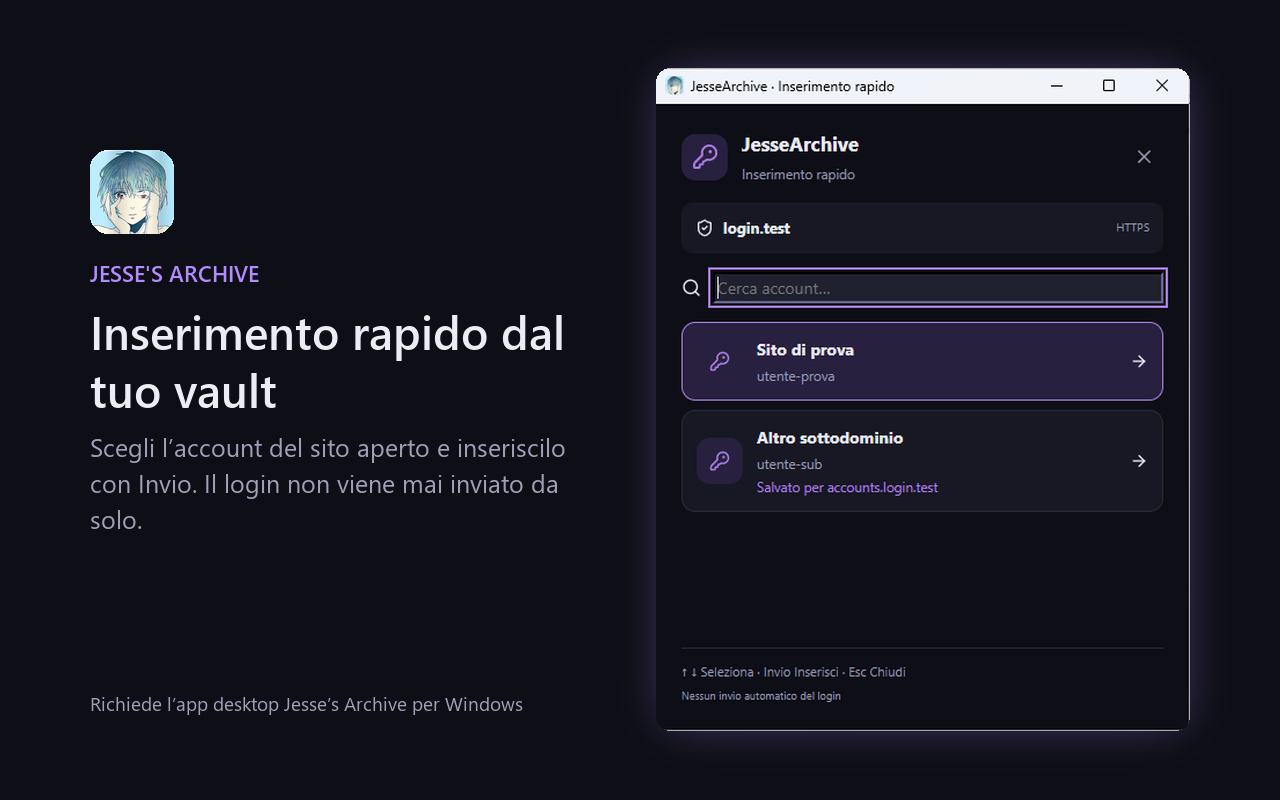 JESSE'S ARCHIVE
Inserimento rapido dal
tuo vault
Scegli l’account del sito aperto e inseriscilo
con Invio. Il login non viene mai inviato da
solo.
Richiede l’app desktop Jesse’s Archive per Windows
JesseArchive · Inserimento rapido
JesseArchive
Inserimento rapido
login.test
HTTPS
Cerca account...
Sito di prova
utente-prova
Altro sottodominio
utente-sub
Salvato per accounts.login.test
↑ ↓ Seleziona · Invio Inserisci · Esc Chiudi
Nessun invio automatico del login